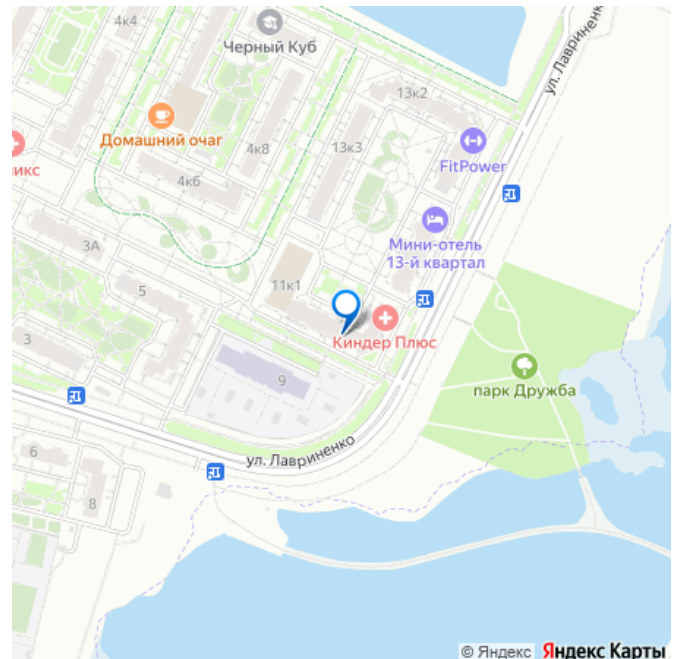 4к4
Черный Куб
ул. Лавриненко
13к2
Домашний очаг
4к8
13к3
FitPower
икс
4к6
Мини-отель
13-й квартал
3А
11к1
5
Киндер Плюс
3
9
парк Дружба
ул. Лавриненко
6
8
© Яндекс Яндекс Карты